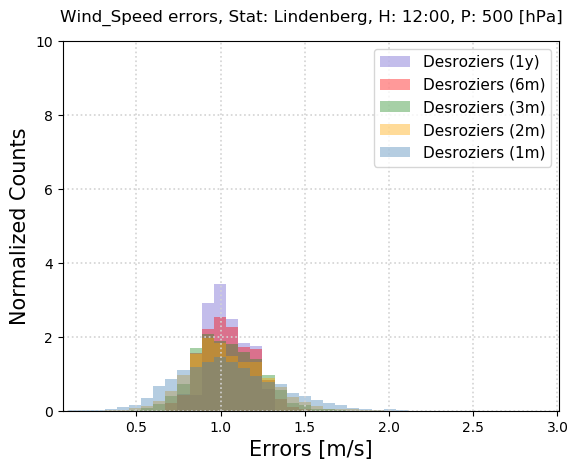 Wind_Speed errors, Stat: Lindenberg, H: 12:00, P: 500 [hPa]
10
8
6
4
2
0
Normalized Counts
Desroziers (1y)
Desroziers (6m)
Desroziers (3m)
Desroziers (2m)
Desroziers (1m)
0.5
1.0
1.5
2.0
2.5
3.0
Errors [m/s]